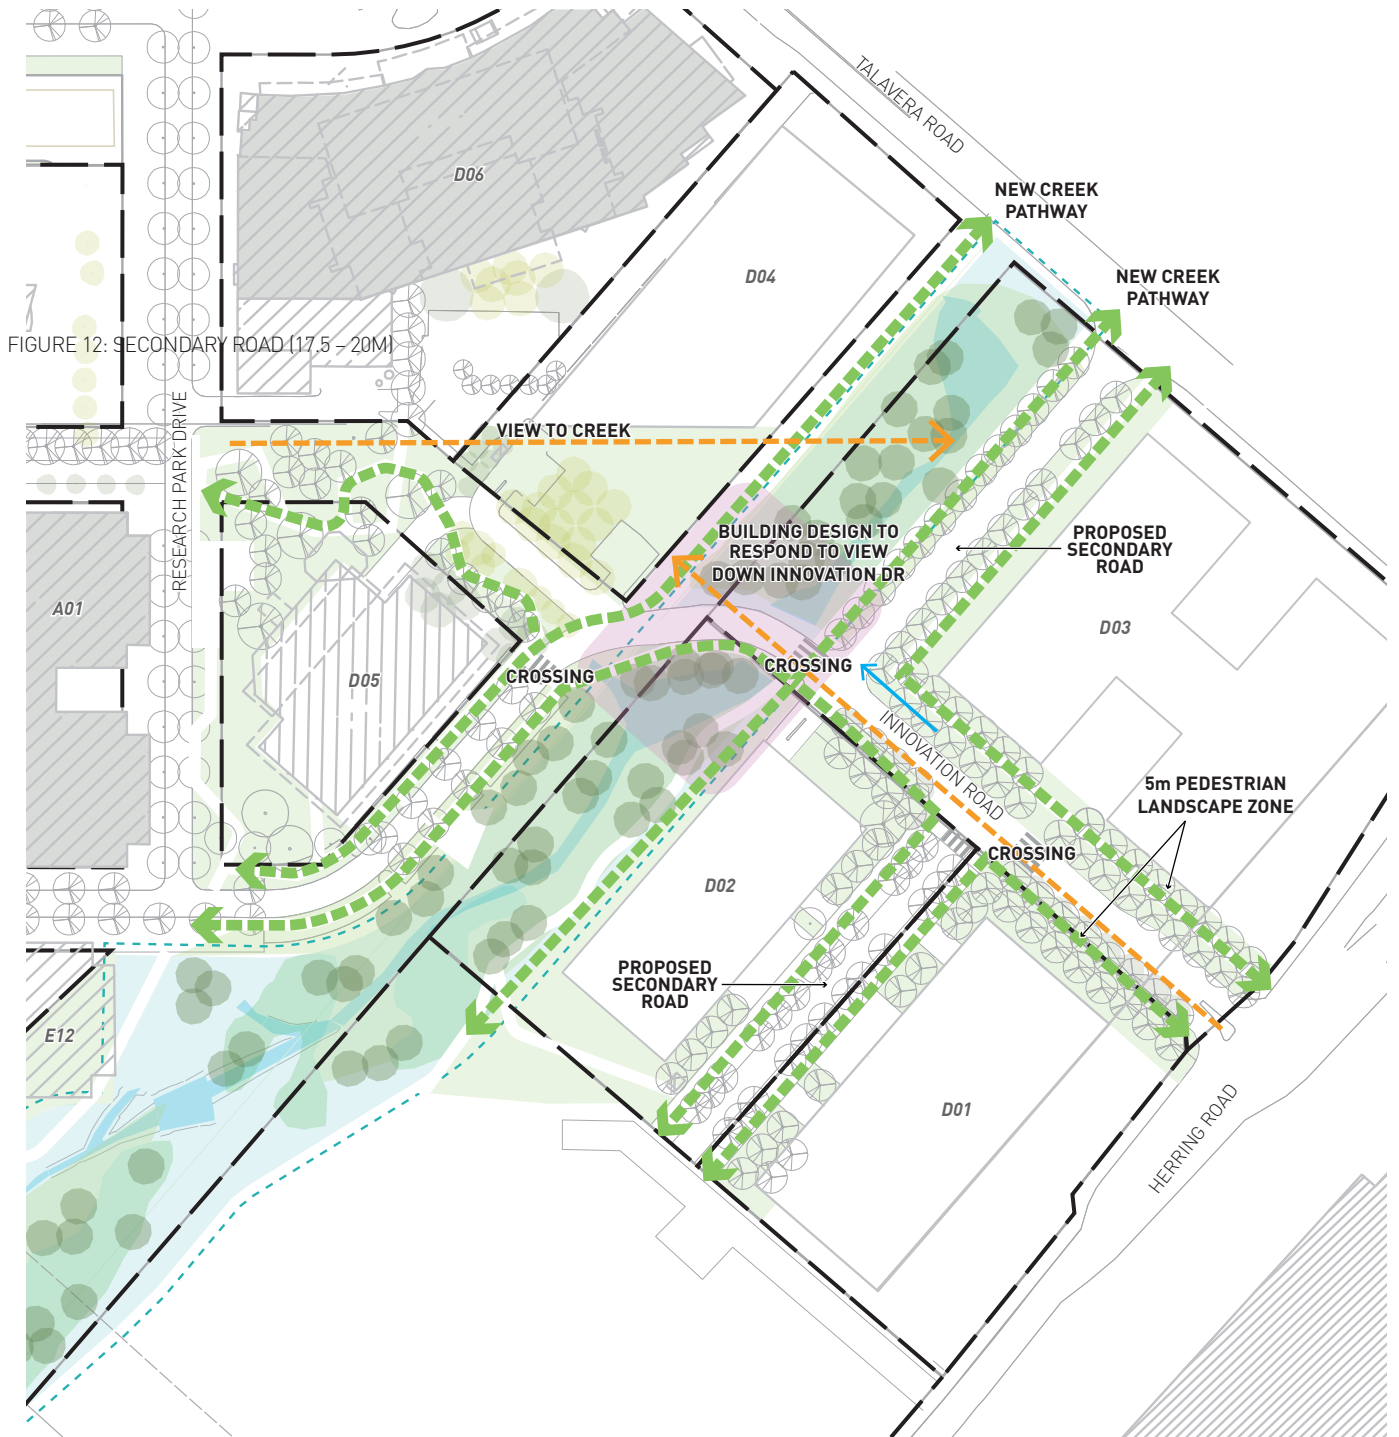 TALAVERA ROAD
D06
NEW CREEK
PATHWAY
D04
NEW CREEK
PATHWAY
FIGURE 12: SECONDARY ROAD (17.5 – 20M)
RESEARCH PARK DRIVE
VIEW TO CREEK
BUILDING DESIGN TO
RESPOND TO VIEW
DOWN INNOVATION DR
PROPOSED
SECONDARY
ROAD
A01
D03
CROSSING
CROSSING
D05
INNOVATION ROAD
5m PEDESTRIAN
LANDSCAPE ZONE
CROSSING
D02
PROPOSED
SECONDARY
ROAD
E12
D01
HERRING ROAD